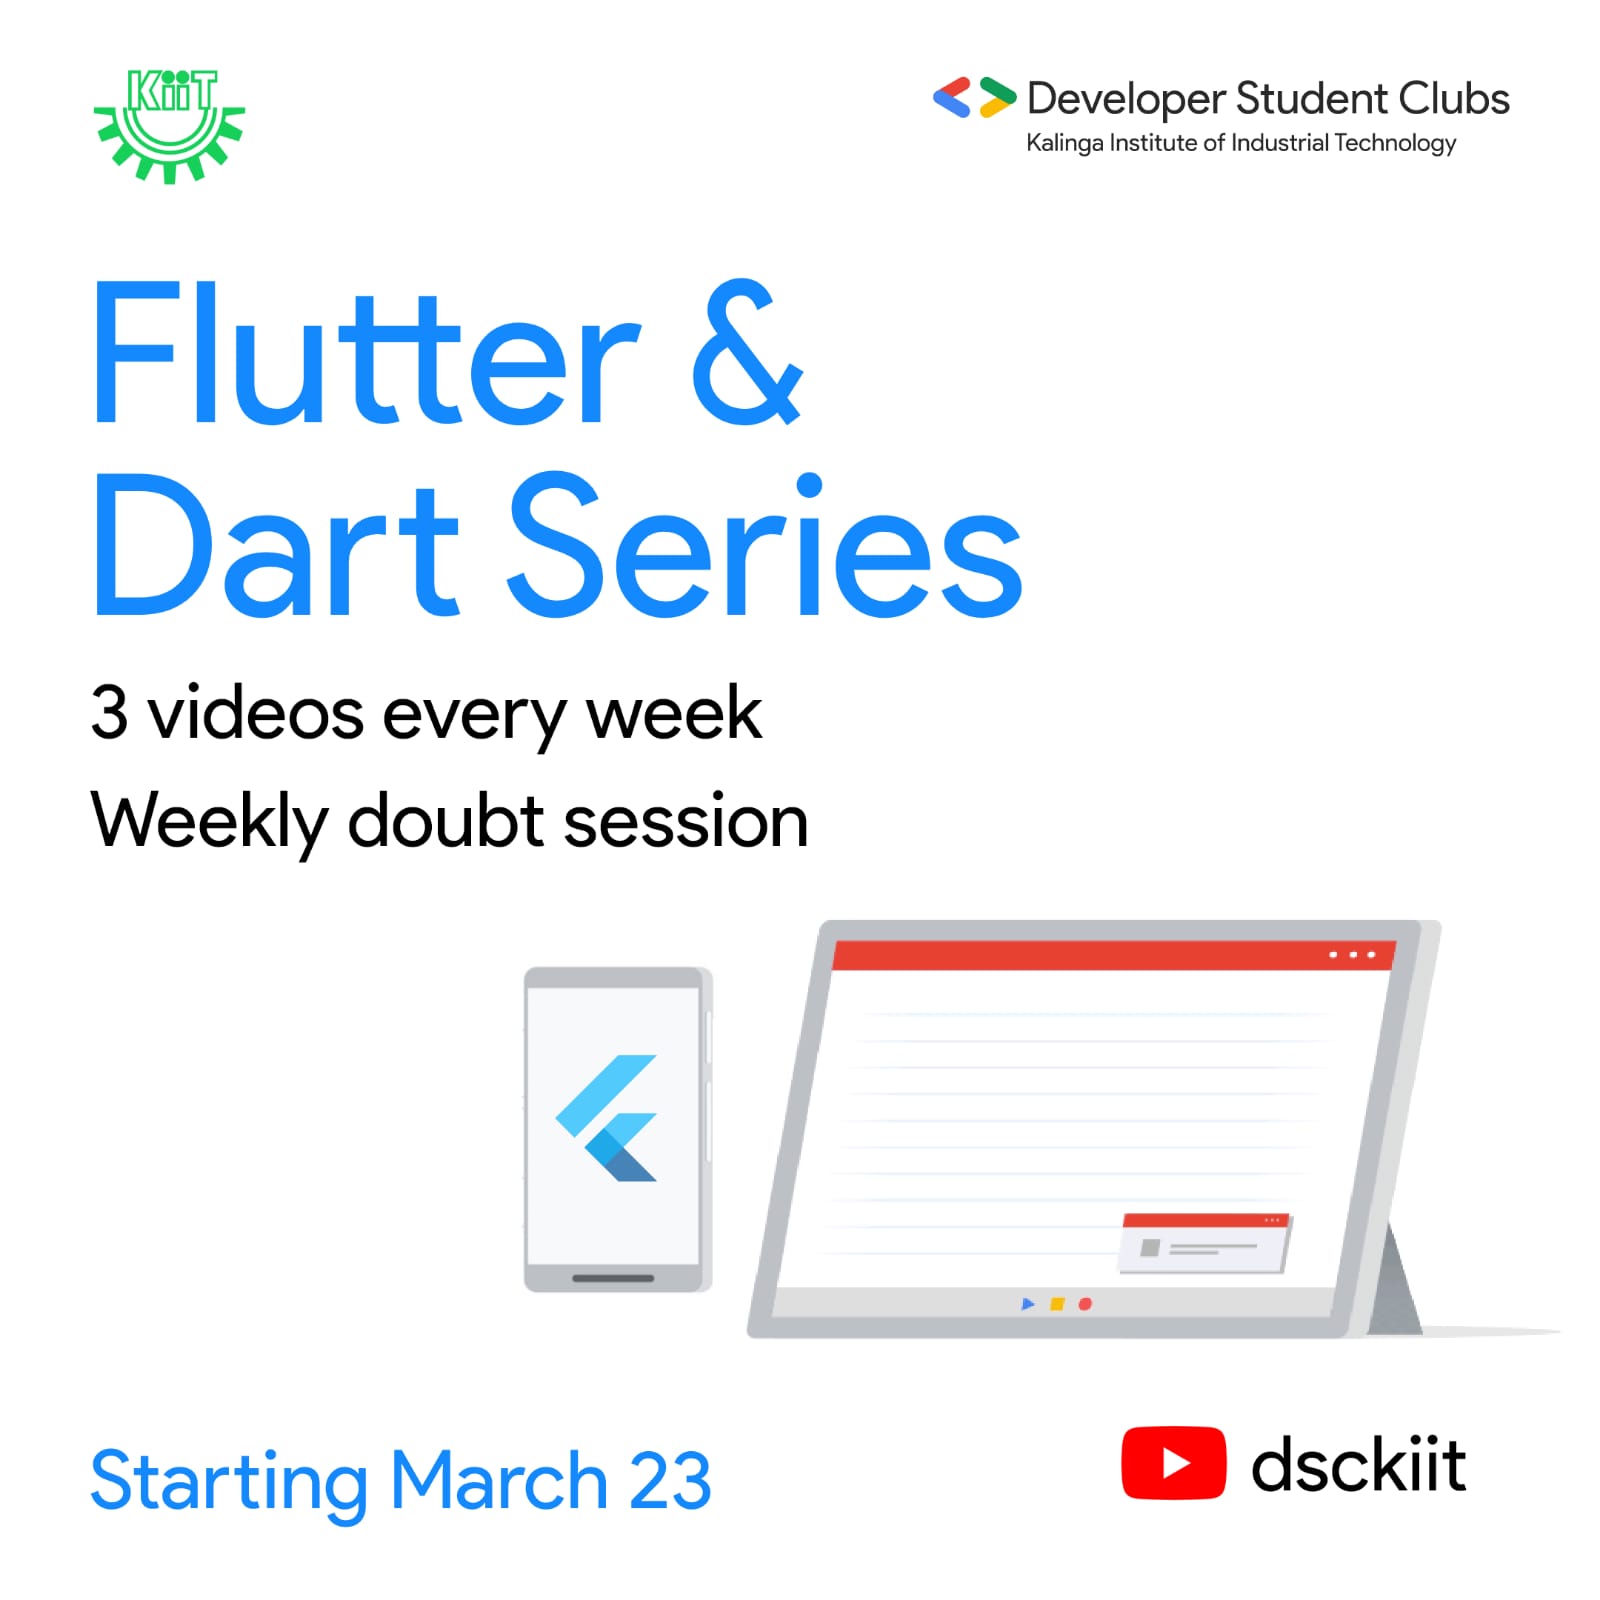 KiiT
Developer Student Clubs
Kalinga Institute of Industrial Technology
Flutter &
Dart Series
3 videos every week
Weekly doubt session
Starting March 23
dsckiit